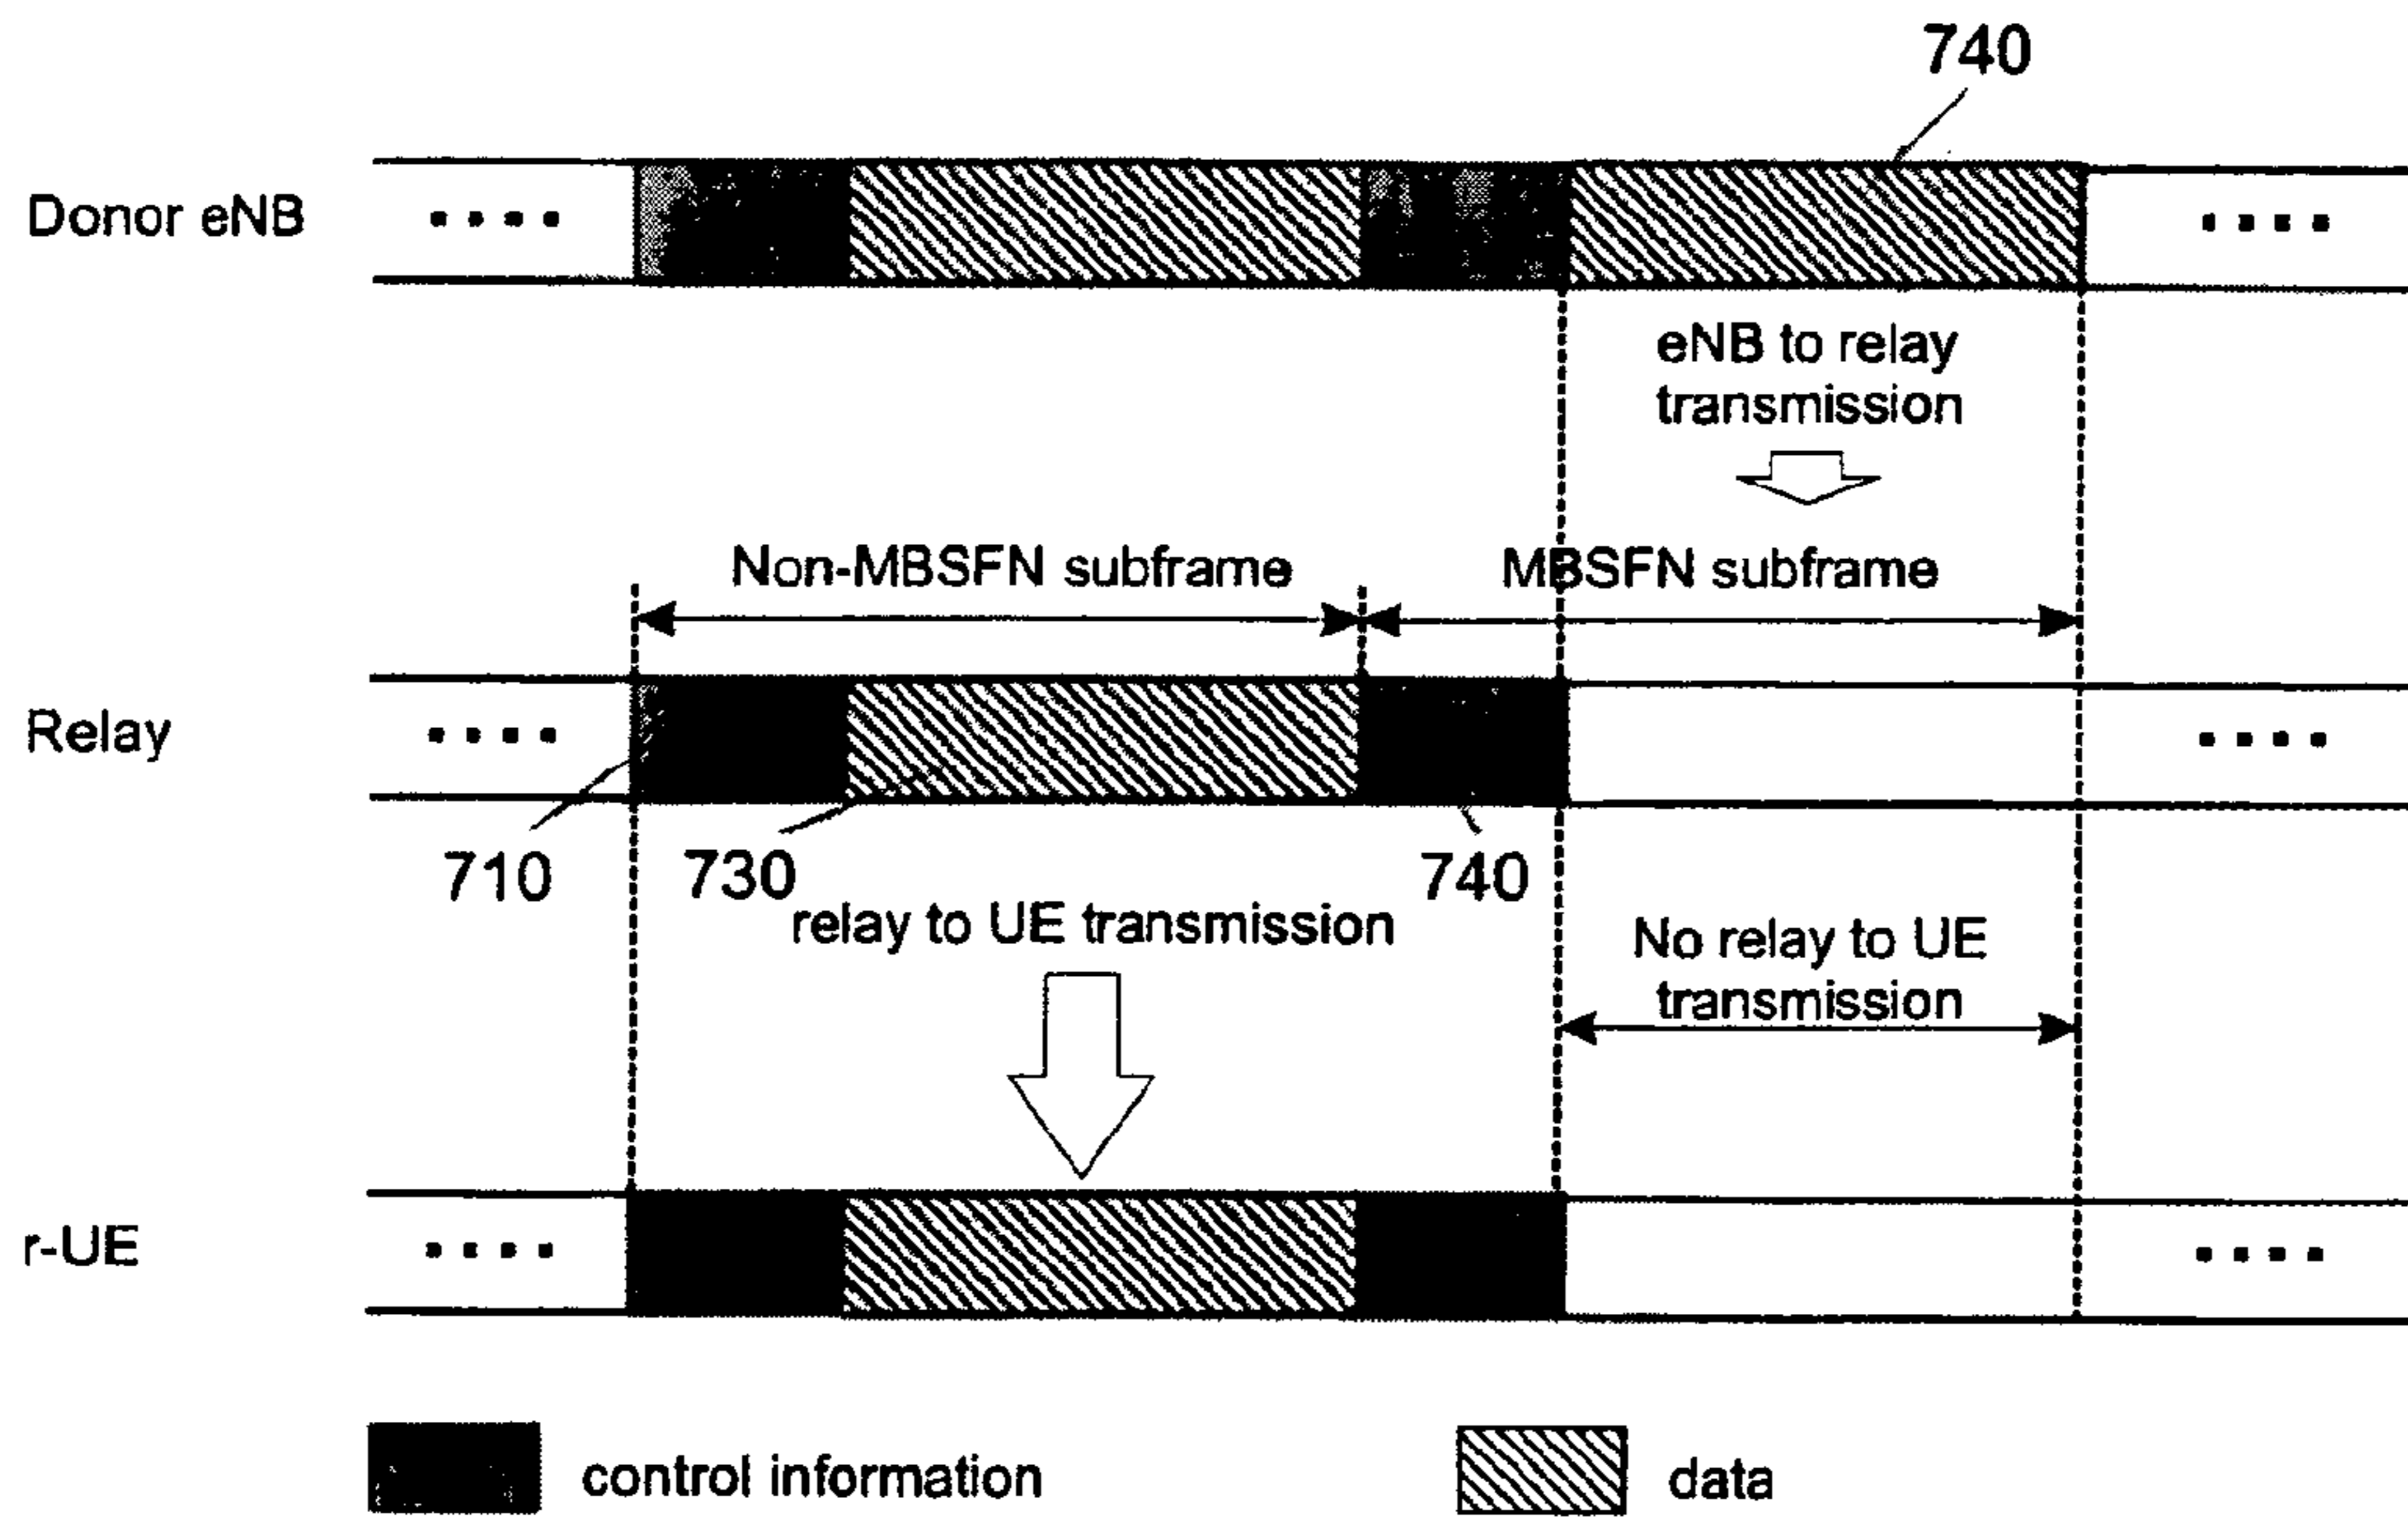 740
Donor eNB
eNB to relay
transmission
Non-MBSFN subframe
MBSFN subframe
Relay
710
730
740
relay to UE transmission
No relay to UE
transmission
r-UE
control information
data